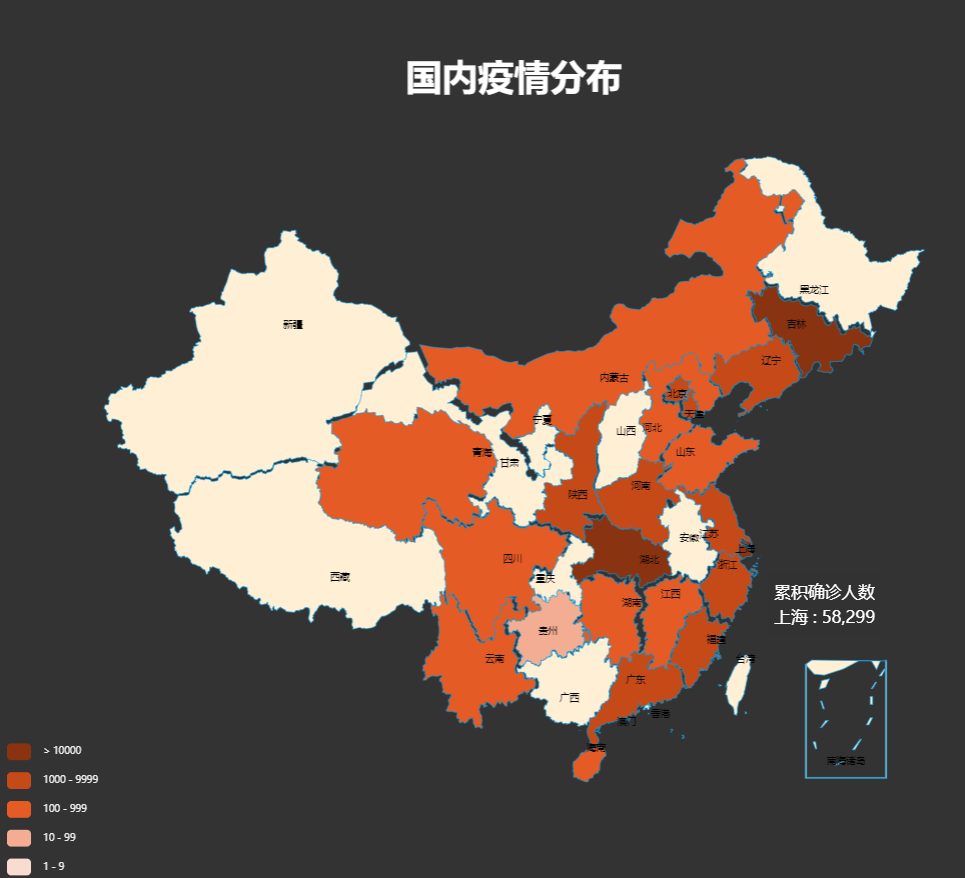 国内疫情分布
黑龙江
新疆
吉林
辽宁
内蒙古
北京
天津
宁夏
山西
河北
青海
甘肃
山东
陕西
河南
江苏
安徽
上海
四川
湖北
浙江
西藏
重庆
累积确诊人数
江西
湖南
上海 : 58,299
贵州
福建
云南
台湾
广东
广西
香港
澳门
海南
南海诸岛
> 10000
1000 - 9999
100 - 999
10 - 99
1 - 9